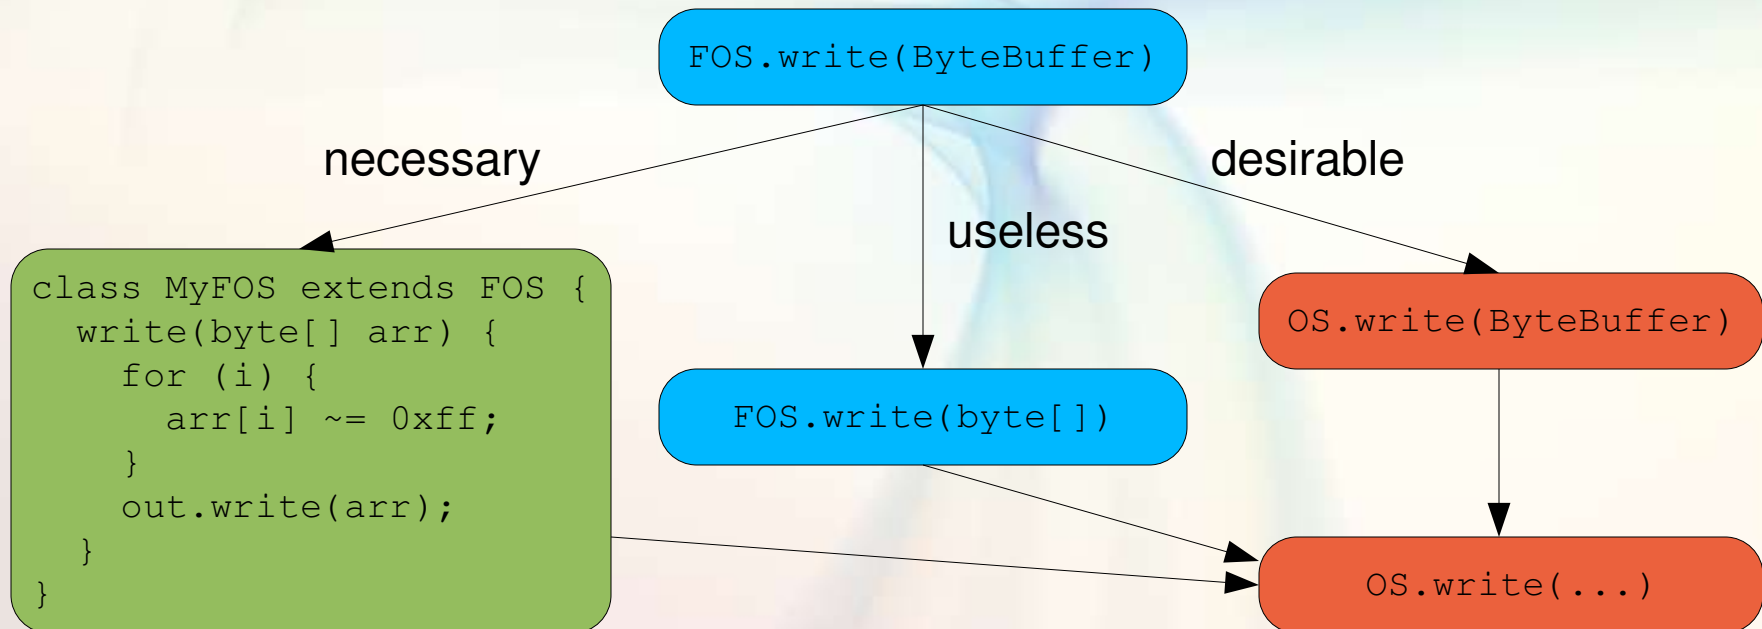 FOS.write(ByteBuffer)
necessary
desirable
useless
class MyFOS extends FOS {
  write(byte[] arr) {
    for (i) {
      arr[i] ~= 0xff;
    }
    out.write(arr);
  }
}
FOS.write(byte[])
OS.write(ByteBuffer)
OS.write(...)